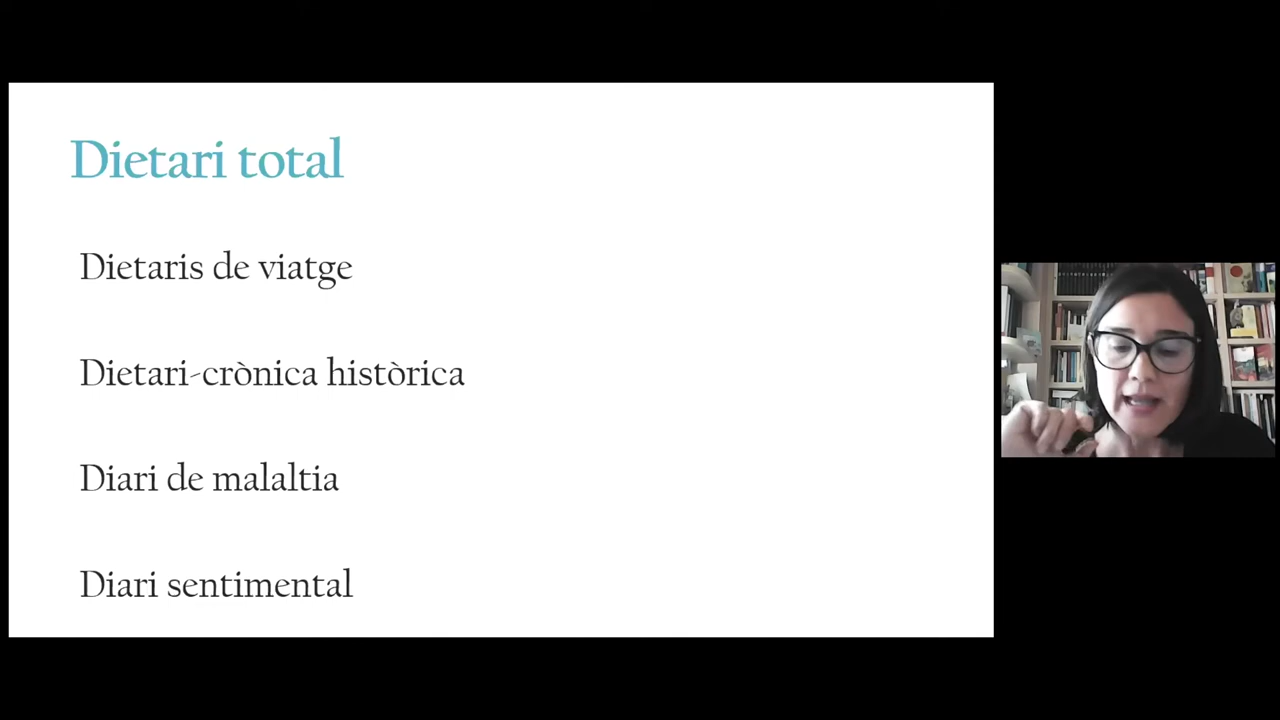 Dietari total
Dietaris de viatge
Dietari-crònica històrica
Diari de malaltia
Diari sentimental